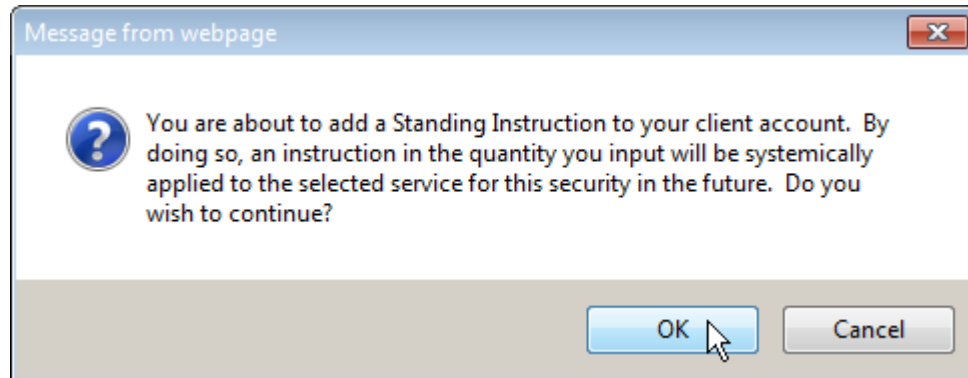 Message from webpage
You are about to add a Standing Instruction to your client account.  By
doing so, an instruction in the quantity you input will be systemically
applied to the selected service for this security in the future.  Do you
wish to continue?
OK
Cancel